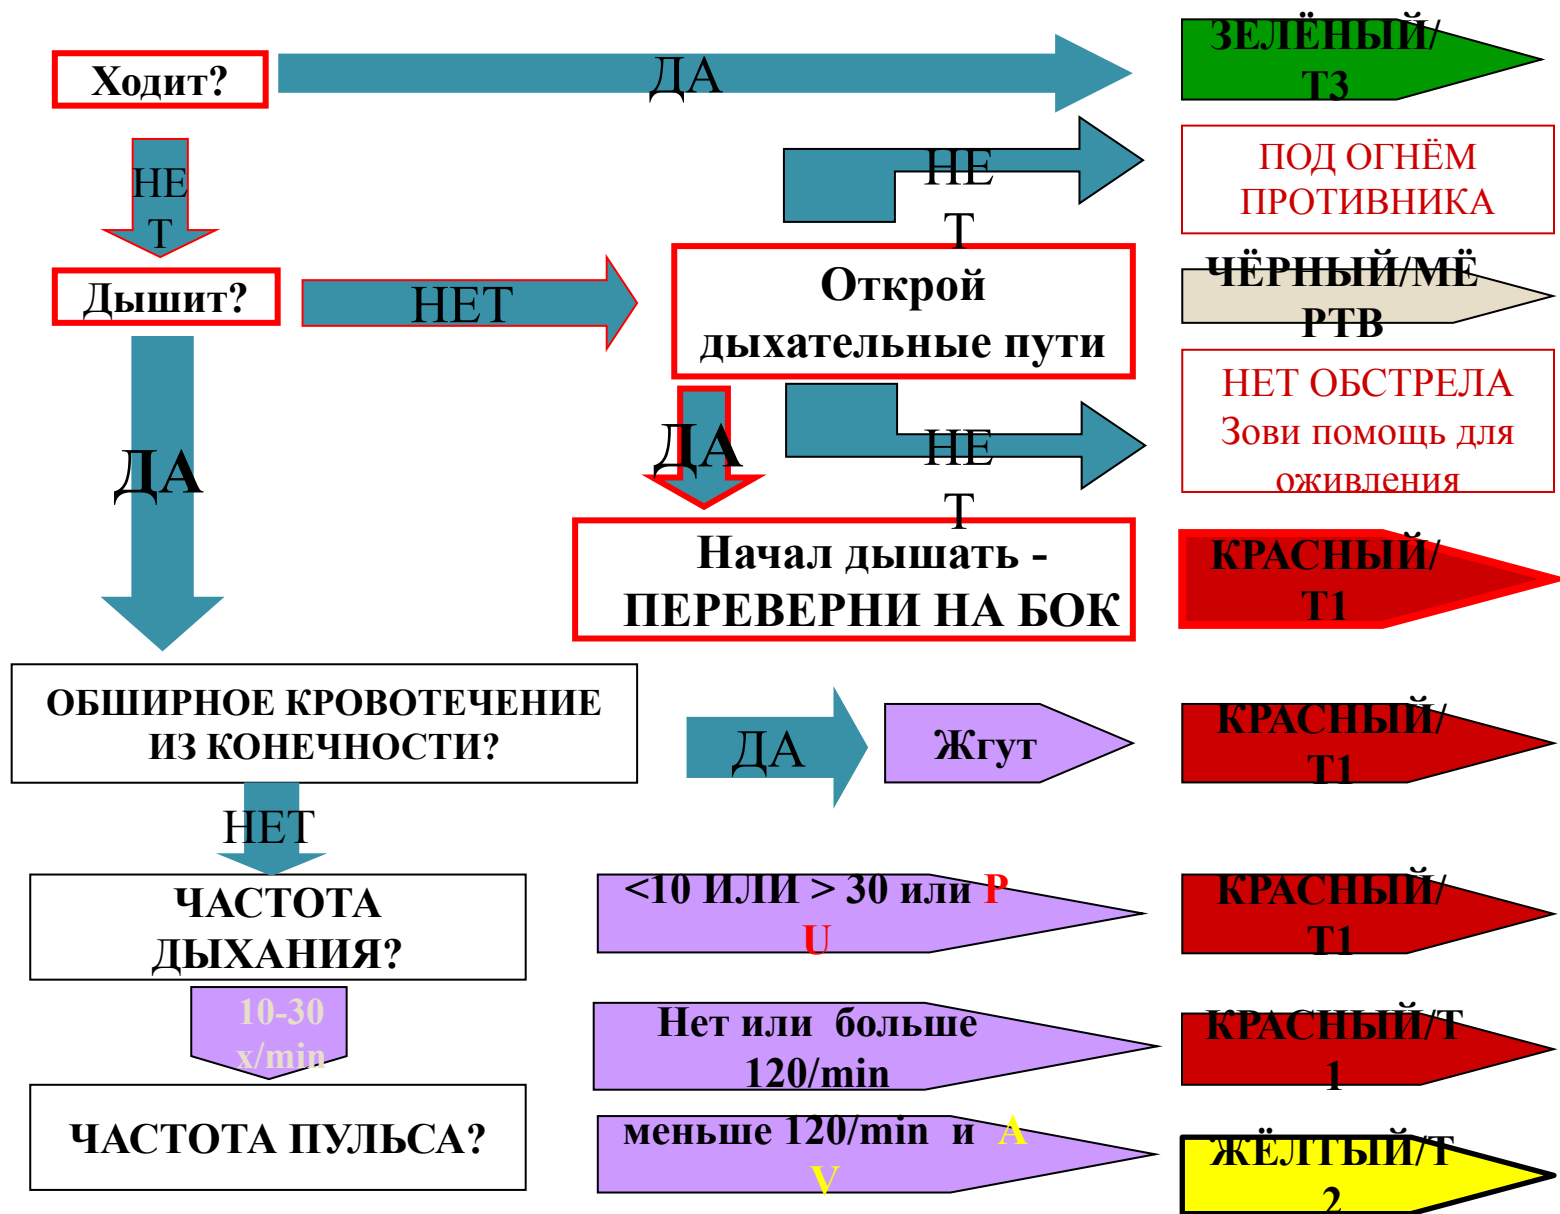 Ходит?
ДА
ЗЕЛЁНЫЙ/
Т3
НЕ
Т
НЕ
Т
ПОД ОГНЁМ
ПРОТИВНИКА
Дышит?
НЕТ
Открой
дыхательные пути
ЧЁРНЫЙ/МЁ
РТВ
ДА
ДА
НЕ
Т
НЕТ ОБСТРЕЛА
Зови помощь для
оживления
Начал дышать -
ПЕРЕВЕРНИ НА БОК
КРАСНЫЙ/
Т1
ОБШИРНОЕ КРОВОТЕЧЕНИЕ
ИЗ КОНЕЧНОСТИ?
ДА
Жгут
КРАСНЫЙ/
Т1
НЕТ
ЧАСТОТА
ДЫХАНИЯ?
<10 ИЛИ > 30 или P
U
КРАСНЫЙ/
Т1
10-30
x/min
Нет или больше
120/min
КРАСНЫЙ/Т
1
ЧАСТОТА ПУЛЬСА?
меньше 120/min и A
V
ЖЁЛТЫЙ/Т
2